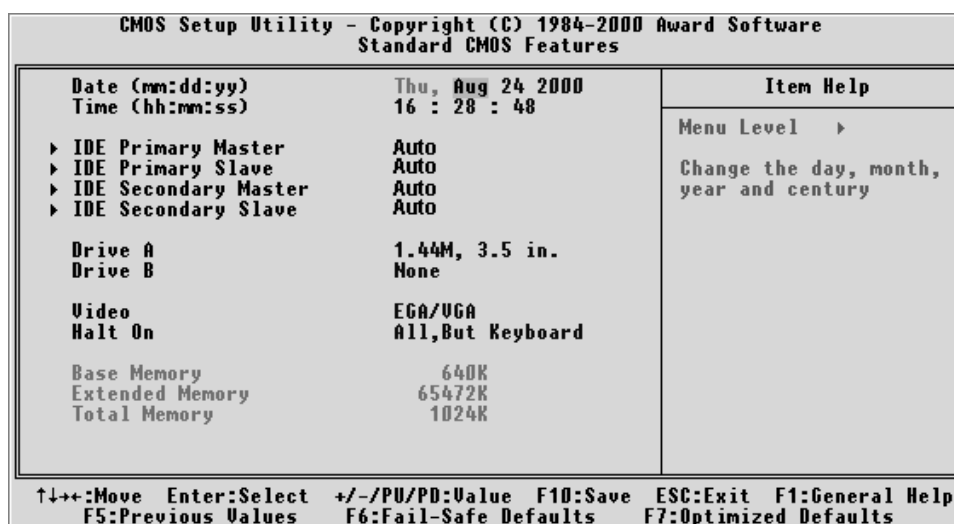 CMOS Setup Utility - Copyright (C) 1984-2000 Award Software
Standard CMOS Features
Date (mm:dd:yy) Thu, Aug 24 2000
Time (hh:mm:ss) 16 : 28 : 48
▸ IDE Primary Master Auto
▸ IDE Primary Slave Auto
▸ IDE Secondary Master Auto
▸ IDE Secondary Slave Auto
Drive A 1.44M, 3.5 in.
Drive B None
Video EGA/VGA
Halt On All,But Keyboard
Base Memory 640K
Extended Memory 65472K
Total Memory 1024K
Item Help
Menu Level ▸
Change the day, month,
year and century
↑↓→←:Move Enter:Select +/-/PU/PD:Value F10:Save ESC:Exit F1:General Help
F5:Previous Values F6:Fail-Safe Defaults F7:Optimized Defaults